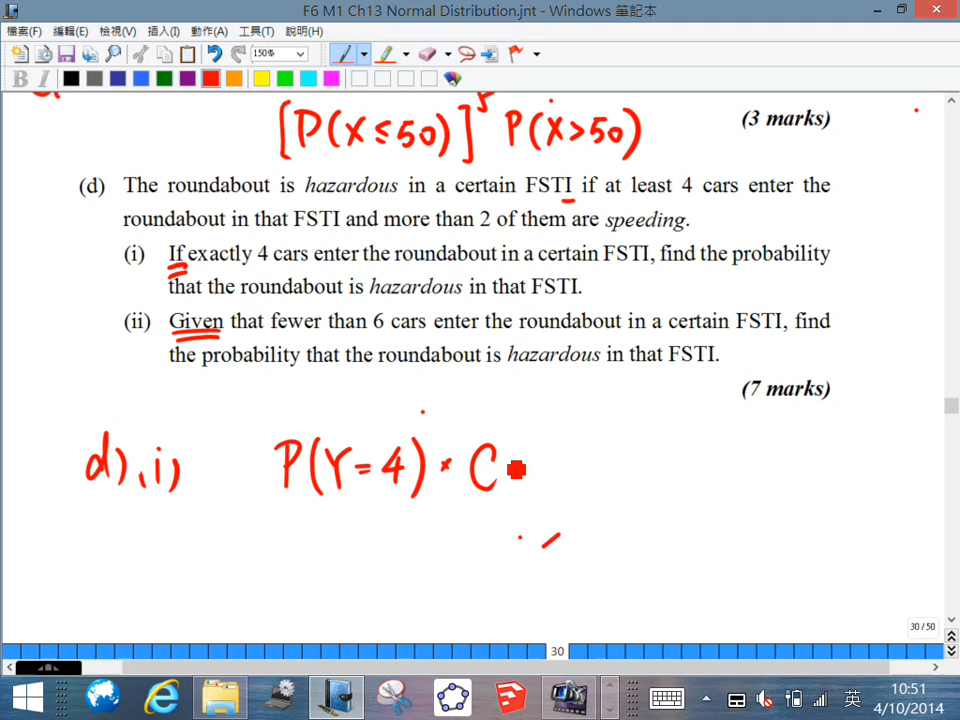 F6 M1 Ch13 Normal Distribution.jnt - Windows 筆記本
檔案(F) 編輯(E) 檢視(V) 插入(I) 動作(A) 工具(T) 說明(H)
150%
B I
[P(X≤50)]⁵ P(X>50)
(3 marks)
(d) The roundabout is hazardous in a certain FSTI if at least 4 cars enter the
roundabout in that FSTI and more than 2 of them are speeding.
(i) If exactly 4 cars enter the roundabout in a certain FSTI, find the probability
that the roundabout is hazardous in that FSTI.
(ii) Given that fewer than 6 cars enter the roundabout in a certain FSTI, find
the probability that the roundabout is hazardous in that FSTI.
(7 marks)
d).i) P(Y=4) × C
30/50
30
英
10:51
4/10/2014